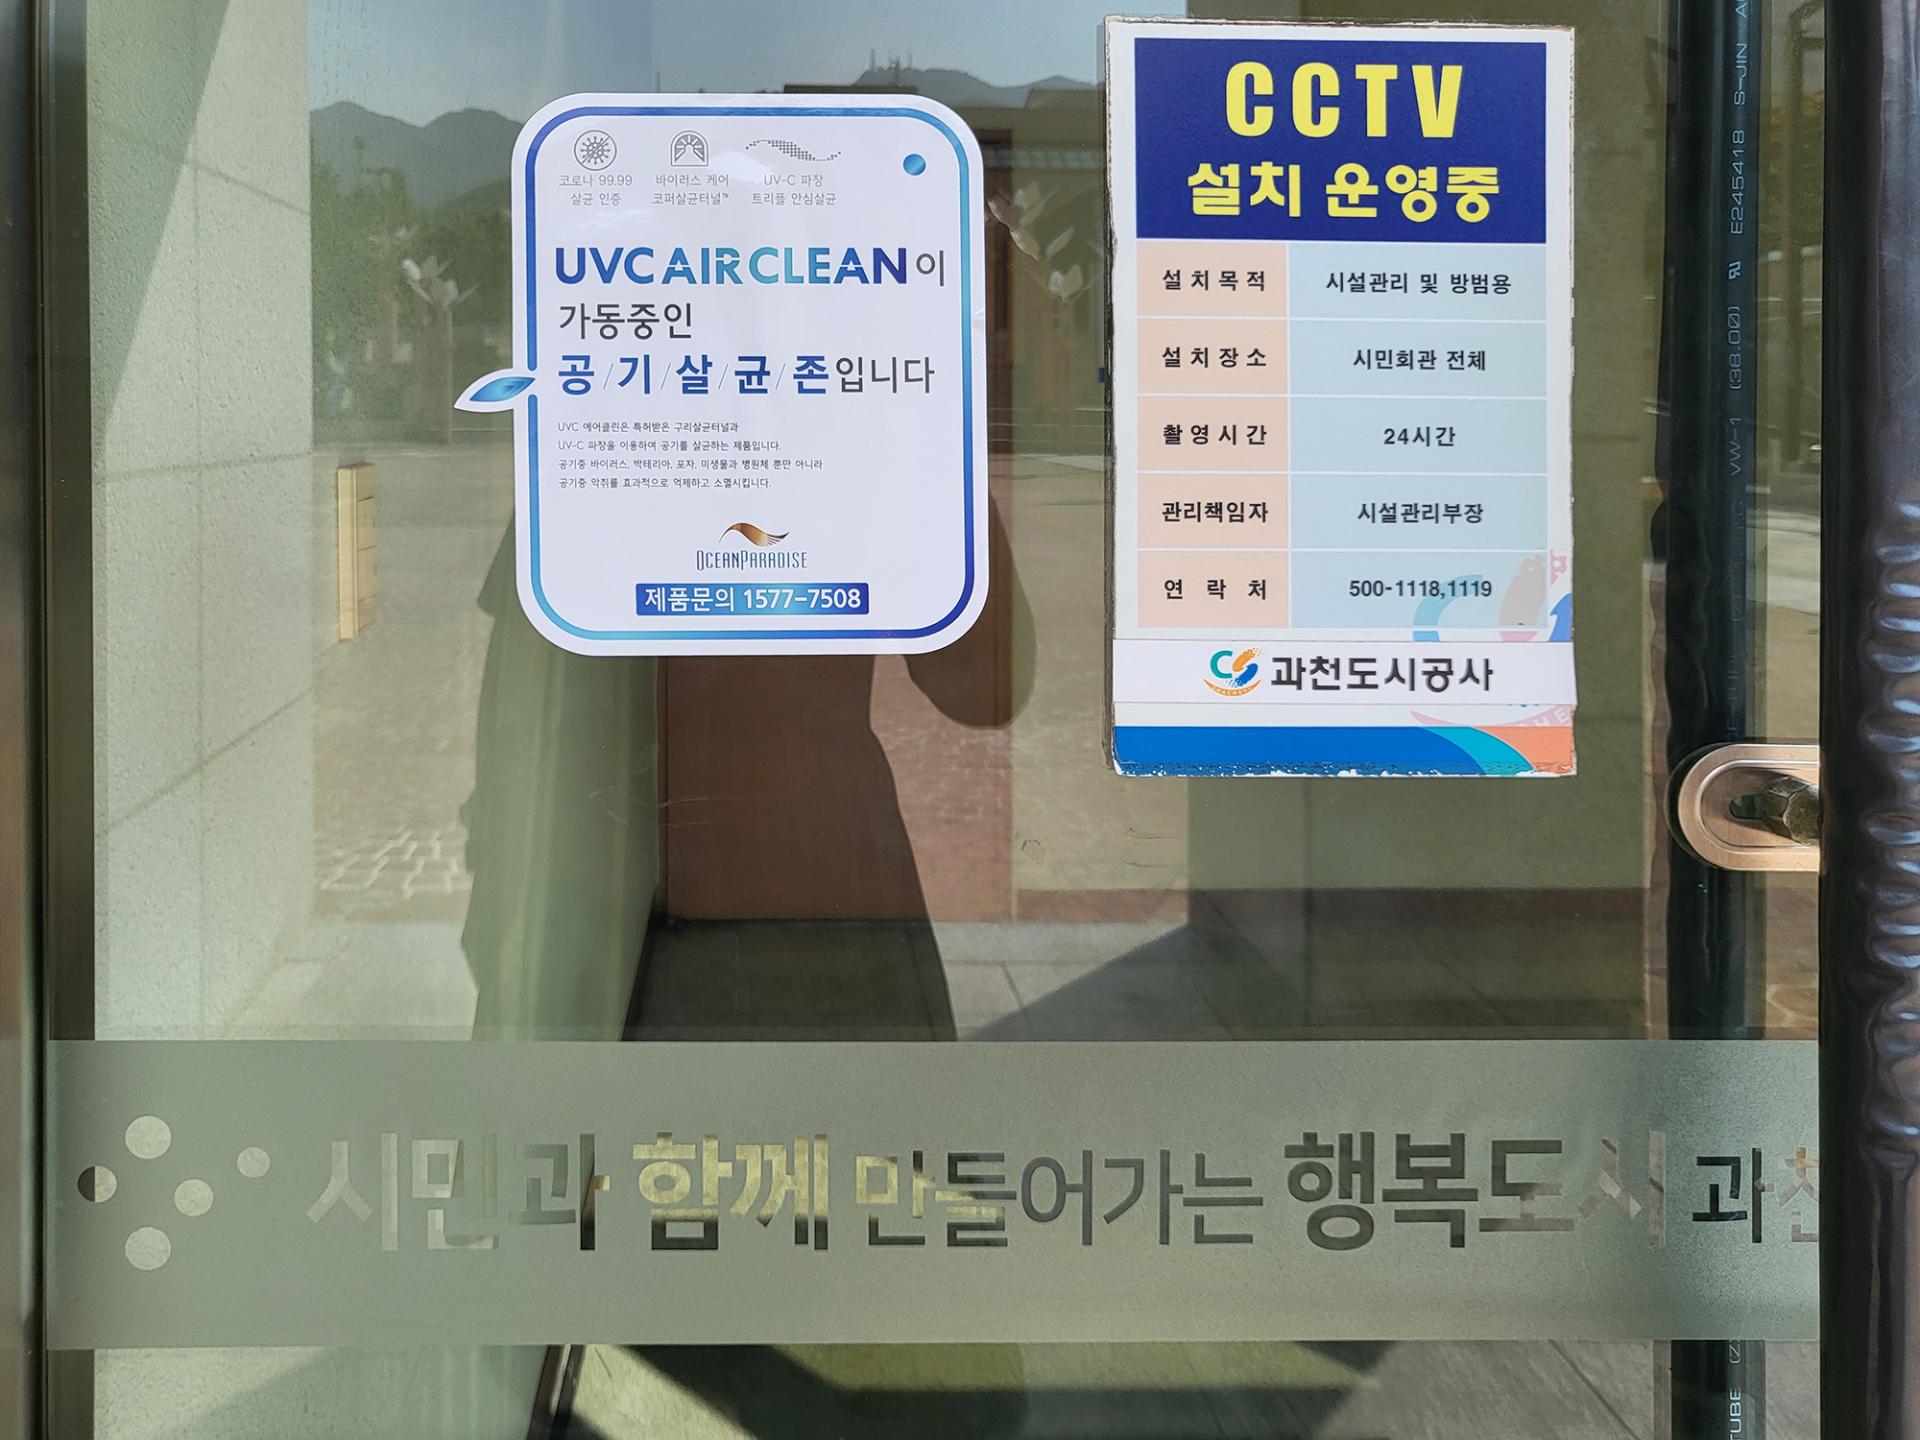 코로나 99.99
살균 인증
바이러스 케어
코퍼살균터널™
UV-C 파장
트리플 안심살균
UVC AIR CLEAN이
가동중인
공/기/살/균/존입니다
UVC 에어클린은 특허받은 구리살균터널과
UV-C 파장을 이용하여 공기를 살균하는 제품입니다.
공기중 바이러스, 박테리아, 포자, 미생물과 병원체 뿐만 아니라
공기중 악취를 효과적으로 억제하고 소멸시킵니다.
OCEANPARADISE
제품문의 1577-7508
CCTV
설치 운영중
설치목적 시설관리 및 방범용
설치장소 시민회관 전체
촬영시간 24시간
관리책임자 시설관리부장
연락처 500-1118,1119
과천도시공사
시민과 함께 만들어가는 행복도시 과천
E245418 S-JIN
VW-1 (38.00)
TUBE